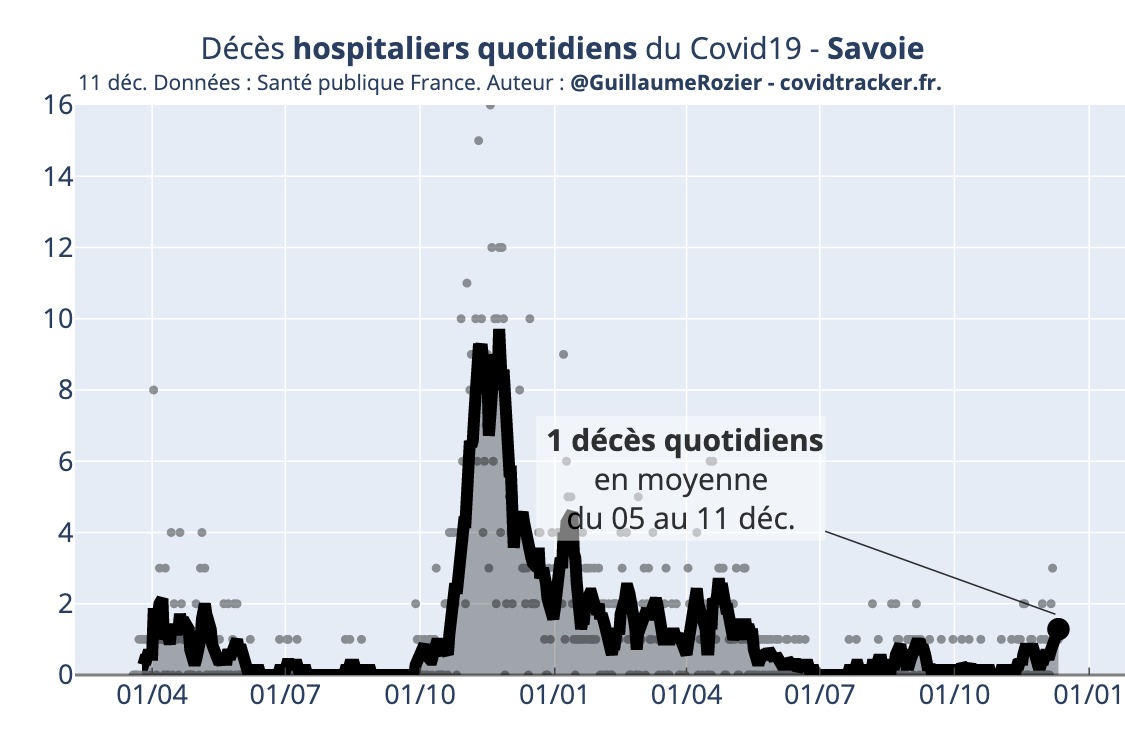 Décès hospitaliers quotidiens du Covid19 - Savoie
11 déc. Données : Santé publique France. Auteur : @GuillaumeRozier - covidtracker.fr.
16
14
12
10
8
6
4
2
0
1 décès quotidiens
en moyenne
du 05 au 11 déc.
01/04 01/07 01/10 01/01 01/04 01/07 01/10 01/01